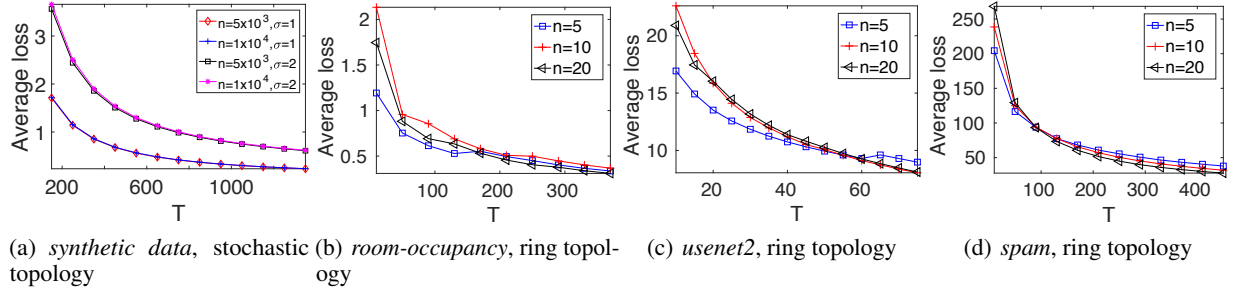 Average loss
3
2
1
200
600
1000
T
n=5x10³,σ=1
n=1x10⁴,σ=1
n=5x10³,σ=2
n=1x10⁴,σ=2
(a) synthetic data, stochastic
topology
Average loss
2
1.5
1
0.5
100
200
300
T
n=5
n=10
n=20
(b) room-occupancy, ring topol-
ogy
Average loss
20
15
10
20
40
60
T
n=5
n=10
n=20
(c) usenet2, ring topology
Average loss
250
200
150
100
50
100
200
300
400
T
n=5
n=10
n=20
(d) spam, ring topology